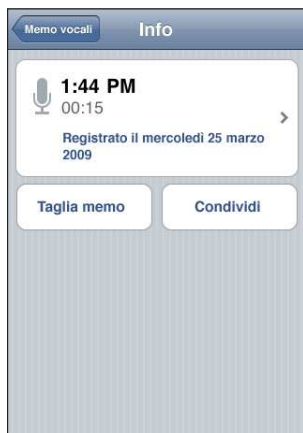 Memo vocali
Info
1:44 PM
00:15
Registrato il mercoledì 25 marzo
2009
Taglia memo
Condividi